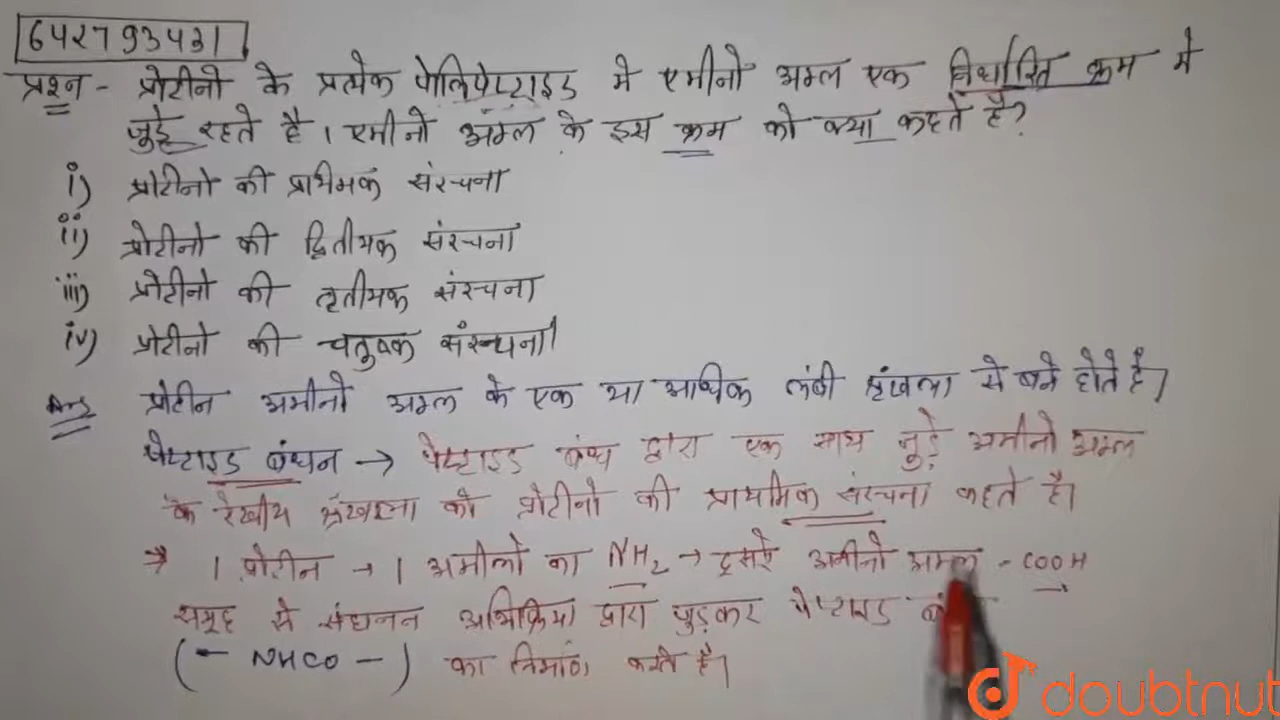 642793431
प्रश्न - प्रोटीनो के प्रत्येक पोलिपेप्टाइड मे एमीनो अम्ल एक निर्धारित क्रम मे
जुड़े रहते है। एमीनो अम्ल के इस क्रम को क्या कहते है?
i) प्रोटीनो की प्राथमिक संरचना
ii) प्रोटीनो की द्वितीयक संरचना
iii) प्रोटीनो की तृतीयक संरचना
iv) प्रोटीनो की चतुष्क संरचना।
Ans प्रोटीन अमीनो अम्ल के एक या अधिक लंबी श्रृंखला से बने होते है।
पेप्टाइड बंधन → पेप्टाइड बंध द्वारा एक साथ जुड़े अमीनो अम्ल
के रेखीय श्रृंखला को प्रोटीनो की प्राथमिक संरचना कहते है।
→ 1 प्रोटीन → 1 अमीलो का NH2 → दूसरे अमीनो अम्ल - COOH
समूह से संघनन अभिक्रिया द्वारा जुड़कर पेप्टाइड
(- NHCO -) का निर्माण करते है।
doubtnut